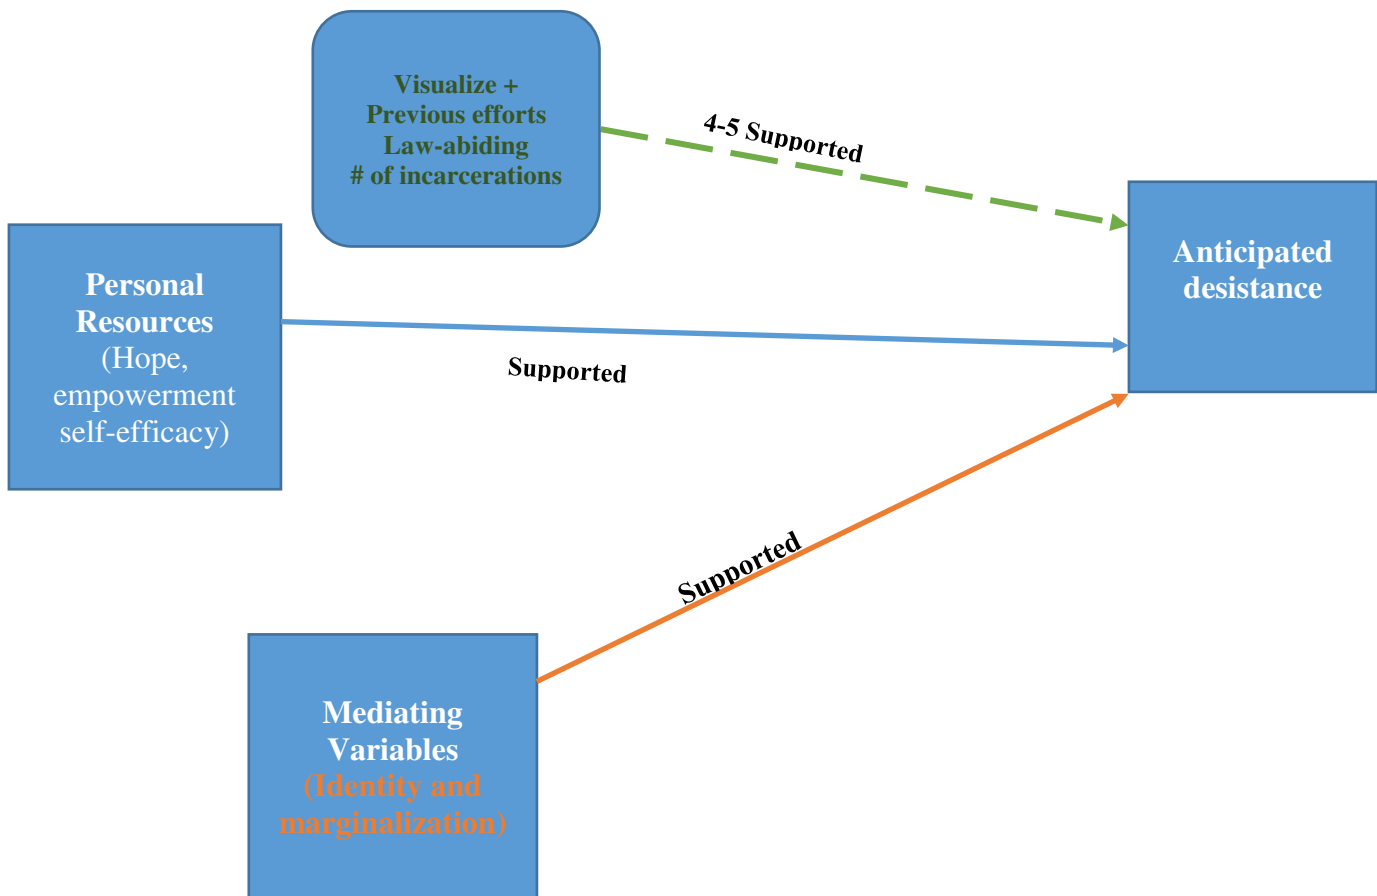 Visualize +
Previous efforts
Law-abiding
# of incarcerations
4-5 Supported
Anticipated
desistance
Personal
Resources
(Hope,
empowerment
self-efficacy)
Supported
Supported
Mediating
Variables
(Identity and
marginalization)